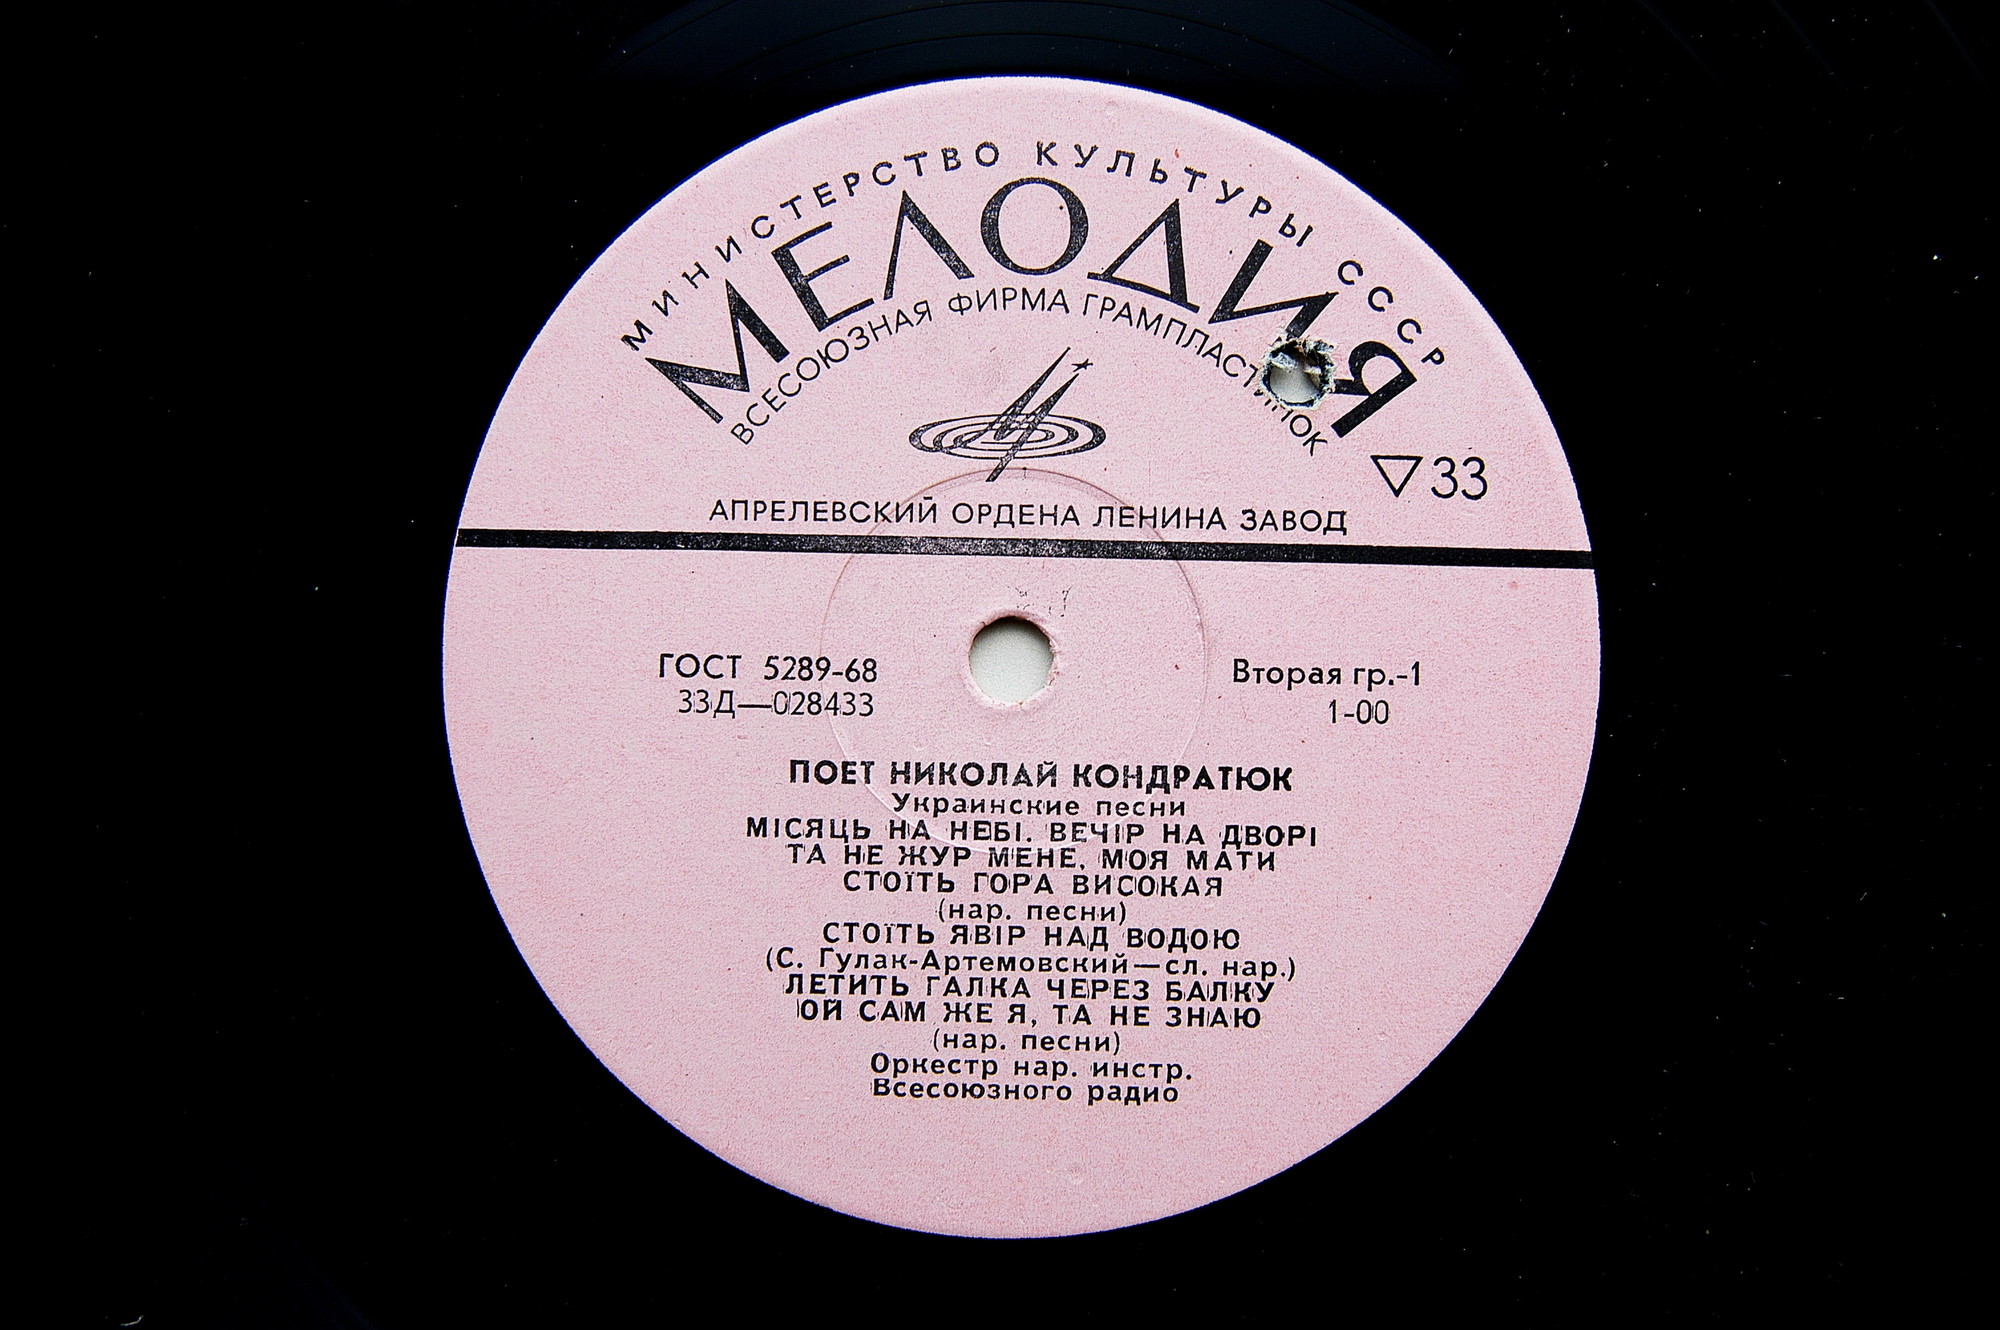 МИНИСТЕРСТВО КУЛЬТУРЫ СССР
МЕЛОДИЯ
ВСЕСОЮЗНАЯ ФИРМА ГРАМПЛАСТИНОК
▽33
АПРЕЛЕВСКИЙ ОРДЕНА ЛЕНИНА ЗАВОД
ГОСТ 5289-68
Вторая гр.-1
33Д—028433
1-00
ПОЕТ НИКОЛАЙ КОНДРАТЮК
Украинские песни
МІСЯЦЬ НА НЕБІ. ВЕЧІР НА ДВОРІ
ТА НЕ ЖУР МЕНЕ. МОЯ МАТИ
СТОЇТЬ ГОРА ВИСОКАЯ
(нар. песни)
СТОЇТЬ ЯВІР НАД ВОДОЮ
(С. Гулак-Артемовский—сл. нар.)
ЛЕТИТЬ ГАЛКА ЧЕРЕЗ БАЛКУ
ОЙ САМ ЖЕ Я, ТА НЕ ЗНАЮ
(нар. песни)
Оркестр нар. инстр.
Всесоюзного радио